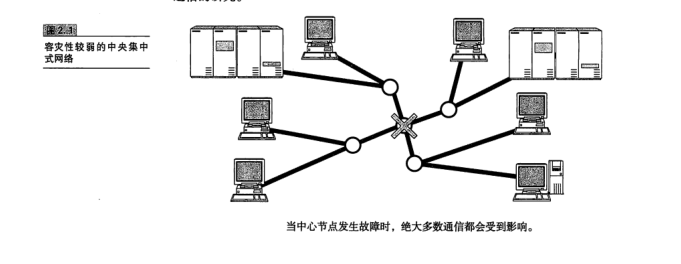 图2.1
容灾性较弱的中央集中
式网络
当中心节点发生故障时，绝大多数通信都会受到影响。